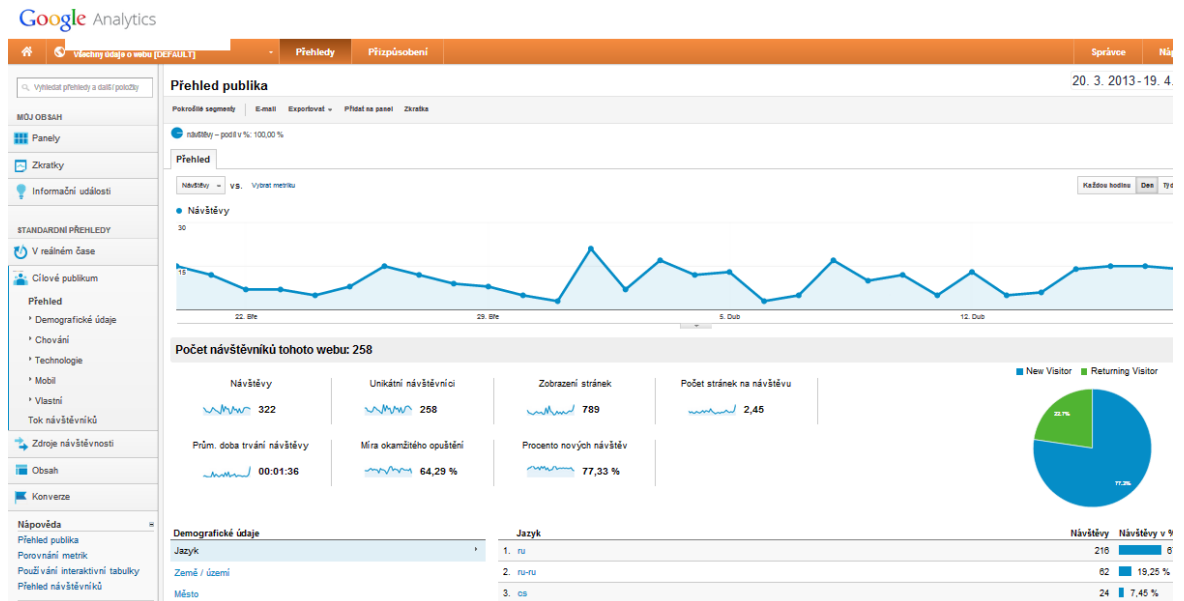 Google Analytics
Všechny údaje o webu [DEFAULT]
Přehledy
Přizpůsobení
Správce
Náp
Vyhledat přehledy a další položky
MŮJ OBSAH
Panely
Zkratky
Informační události
STANDARDNÍ PŘEHLEDY
V reálném čase
Cílové publikum
Přehled
Demografické údaje
Chování
Technologie
Mobil
Vlastní
Tok návštěvníků
Zdroje návštěvnosti
Obsah
Konverze
Nápověda
Přehled publika
Porovnání metrik
Používání interaktivní tabulky
Přehled návštěvníků
Přehled publika
20. 3. 2013 - 19. 4.
Pokročilé segmenty
E-mail
Exportovat
Přidat na panel
Zkratka
návštěvy – podíl v %: 100,00 %
Přehled
Návštěvy
vs.
Vybrat metriku
Každou hodinu
Den
Týd
Návštěvy
30
15
22. Bře
29. Bře
5. Dub
12. Dub
Počet návštěvníků tohoto webu: 258
Návštěvy
322
Unikátní návštěvníci
258
Zobrazení stránek
789
Počet stránek na návštěvu
2,45
Prům. doba trvání návštěvy
00:01:36
Míra okamžitého opuštění
64,29 %
Procento nových návštěv
77,33 %
New Visitor
Returning Visitor
22.7%
77.3%
Demografické údaje
Jazyk
Země / území
Město
Jazyk
Návštěvy
Návštěvy v %
1. ru
216
6
2. ru-ru
62
19,25 %
3. cs
24
7,45 %